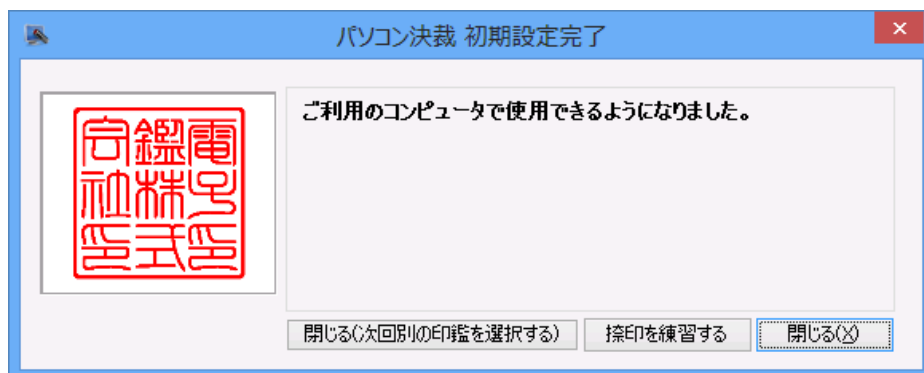 パソコン決裁 初期設定完了
電子印
鑑株式
会社印
ご利用のコンピュータで使用できるようになりました。
閉じる(次回別の印鑑を選択する)
捺印を練習する
閉じる(X)